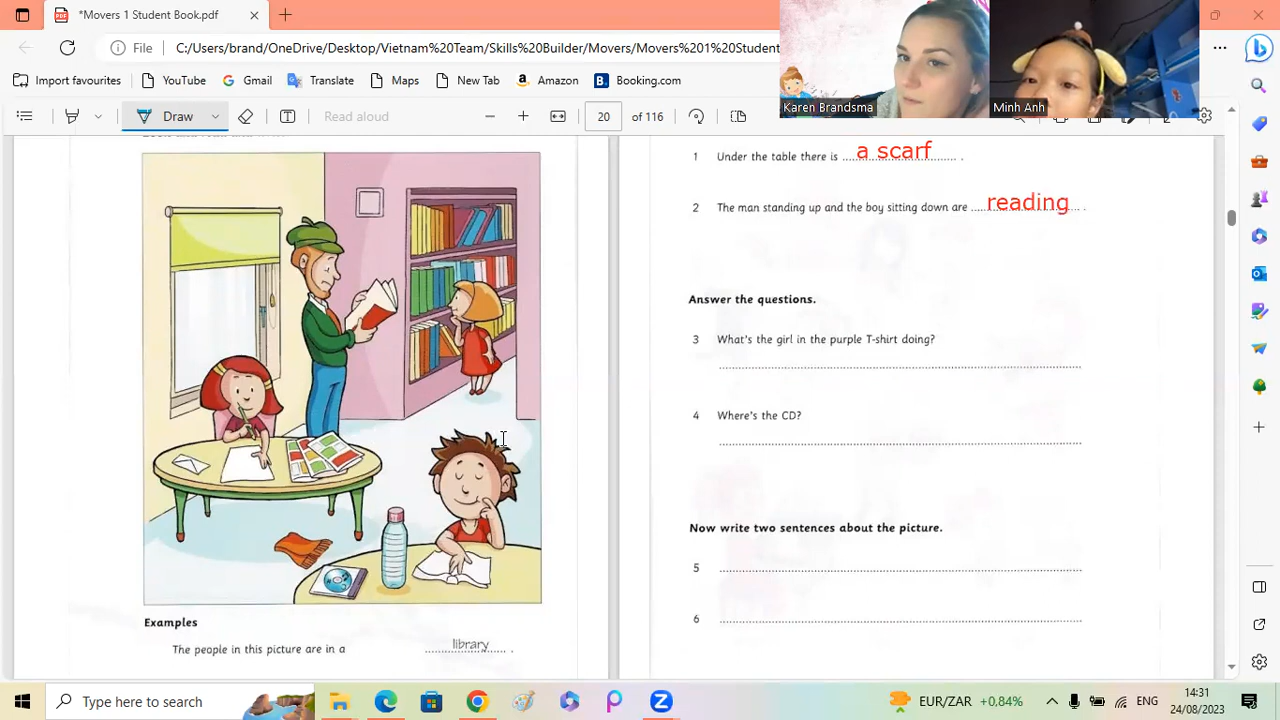 *Movers 1 Student Book.pdf
File
C:/Users/brand/OneDrive/Desktop/Vietnam%20Team/Skills%20Builder/Movers/Movers%201%20Student
Import favourites
YouTube
Gmail
Translate
Maps
New Tab
Amazon
Booking.com
Karen Brandsma
Minh Anh
Draw
Read aloud
20 of 116
1 Under the table there is a scarf .
2 The man standing up and the boy sitting down are reading .
Answer the questions.
3 What's the girl in the purple T-shirt doing?
4 Where's the CD?
Now write two sentences about the picture.
5
6
Examples
The people in this picture are in a library .
Type here to search
EUR/ZAR +0,84%
ENG
14:31
24/08/2023